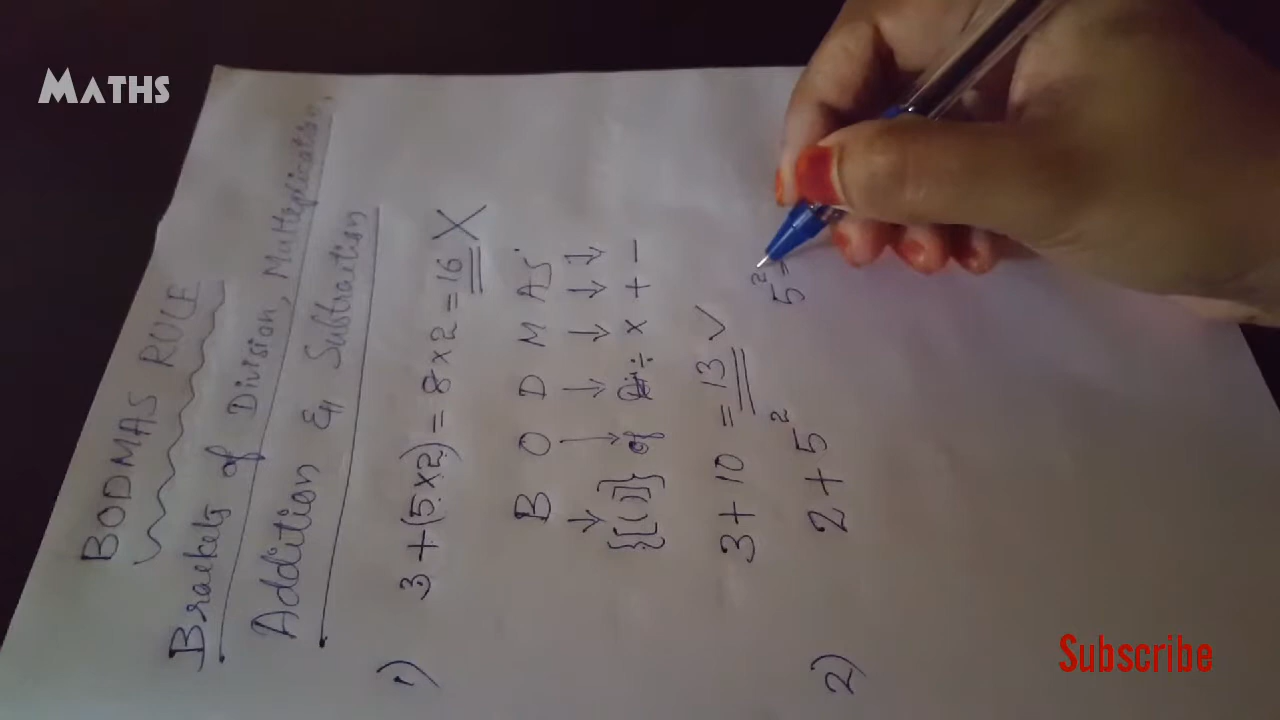 MATHS
BODMAS RULE
Brackets of Division, Multiplication,
Addition & Subtraction
1) 3+(5×2) = 8×2 = 16 X
B O D M A S
↓ → ↓ ↓ ↓ ↓
{[()]} of ÷ × + -
3+10 = 13 ✓
2) 2+5² 5² =
Subscribe